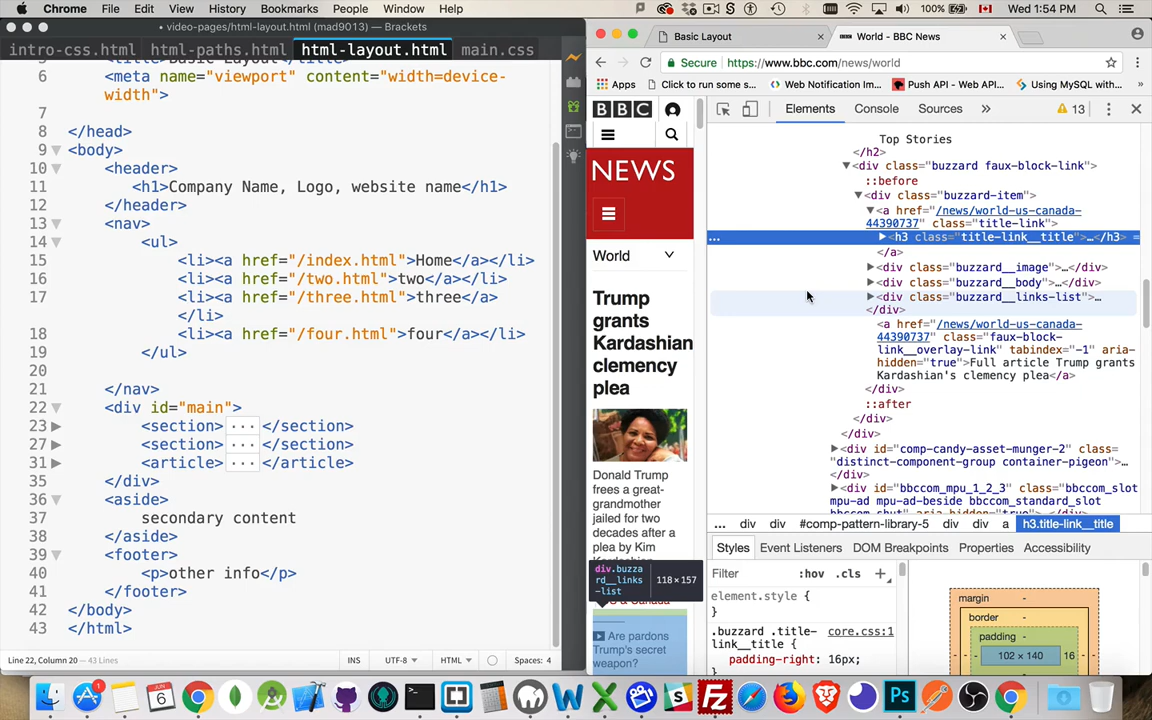 Chrome File Edit View History Bookmarks People Window Help 100% Wed 1:54 PM
• video-pages/html-layout.html (mad9013) — Brackets
intro-css.html html-paths.html html-layout.html main.css
6 <meta name="viewport" content="width=device-
width">
7
8 </head>
9 <body>
10 <header>
11 <h1>Company Name, Logo, website name</h1>
12 </header>
13 <nav>
14 <ul>
15 <li><a href="/index.html">Home</a></li>
16 <li><a href="/two.html">two</a></li>
17 <li><a href="/three.html">three</a>
</li>
18 <li><a href="/four.html">four</a></li>
19 </ul>
20
21 </nav>
22 <div id="main">
23 <section> ... </section>
27 <section> ... </section>
31 <article> ... </article>
35 </div>
36 <aside>
37 secondary content
38 </aside>
39 <footer>
40 <p>other info</p>
41 </footer>
42 </body>
43 </html>
Line 22, Column 20 — 43 Lines
INS UTF-8 HTML Spaces: 4
Basic Layout × World - BBC News ×
Secure https://www.bbc.com/news/world
Apps Click to run some s... Web Notification Im... Push API - Web API... Using MySQL with
BBC
NEWS
World
Trump
grants
Kardashian
clemency
plea
Donald Trump
frees a great-
grandmother
jailed for two
decades after a
plea by Kim
div.buzza
rd__links
-list
118 × 157
Are pardons
Trump's secret
weapon?
Elements Console Sources » 13
Top Stories
</h2>
<div class="buzzard faux-block-link">
::before
<div class="buzzard-item">
<a href="/news/world-us-canada-
44390737" class="title-link">
... <h3 class="title-link__title">…</h3> =
</a>
<div class="buzzard__image">…</div>
<div class="buzzard__body">…</div>
<div class="buzzard__links-list">…
</div>
<a href="/news/world-us-canada-
44390737" class="faux-block-
link__overlay-link" tabindex="-1" aria-
hidden="true">Full article Trump grants
Kardashian's clemency plea</a>
</div>
::after
</div>
</div>
<div id="comp-candy-asset-munger-2" class=
"distinct-component-group container-pigeon">…
</div>
<div id="bbccom_mpu_1_2_3" class="bbccom_slot
mpu-ad mpu-ad-desktop bbccom_standard_slot
... div div #comp-pattern-library-5 div div a h3.title-link__title
Styles Event Listeners DOM Breakpoints Properties Accessibility
Filter :hov .cls +
element.style {
}
.buzzard .title-
link__title {
core.css:1
padding-right: 16px;
margin -
border -
padding -
- - - 102 × 140 16 - -